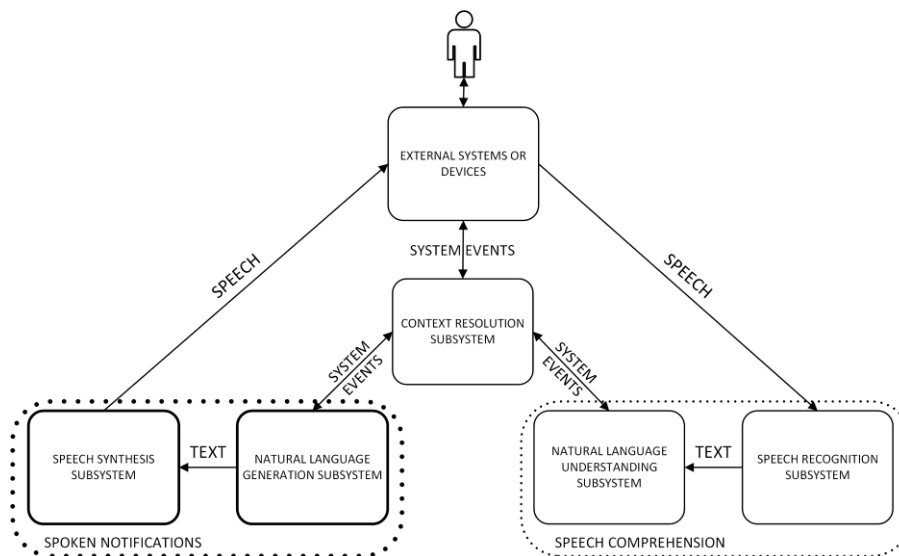 EXTERNAL SYSTEMS OR
DEVICES
SYSTEM EVENTS
SPEECH
SPEECH
CONTEXT RESOLUTION
SUBSYSTEM
SYSTEM
EVENTS
SYSTEM
EVENTS
SPEECH SYNTHESIS
SUBSYSTEM
TEXT
NATURAL LANGUAGE
GENERATION SUBSYSTEM
NATURAL LANGUAGE
UNDERSTANDING
SUBSYSTEM
TEXT
SPEECH RECOGNITION
SUBSYSTEM
SPOKEN NOTIFICATIONS
SPEECH COMPREHENSION